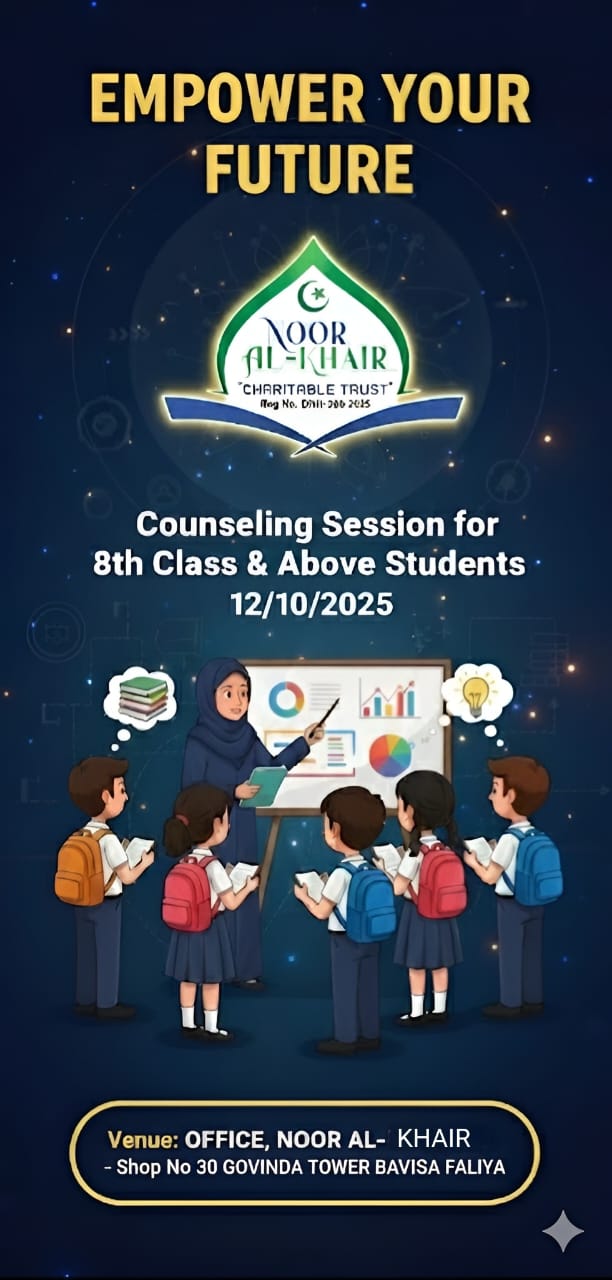 EMPOWER YOUR
FUTURE
NOOR
AL-KHAIR
"CHARITABLE TRUST"
Counseling Session for
8th Class & Above Students
12/10/2025
Venue: OFFICE, NOOR AL- KHAIR
- Shop No 30 GOVINDA TOWER BAVISA FALIYA